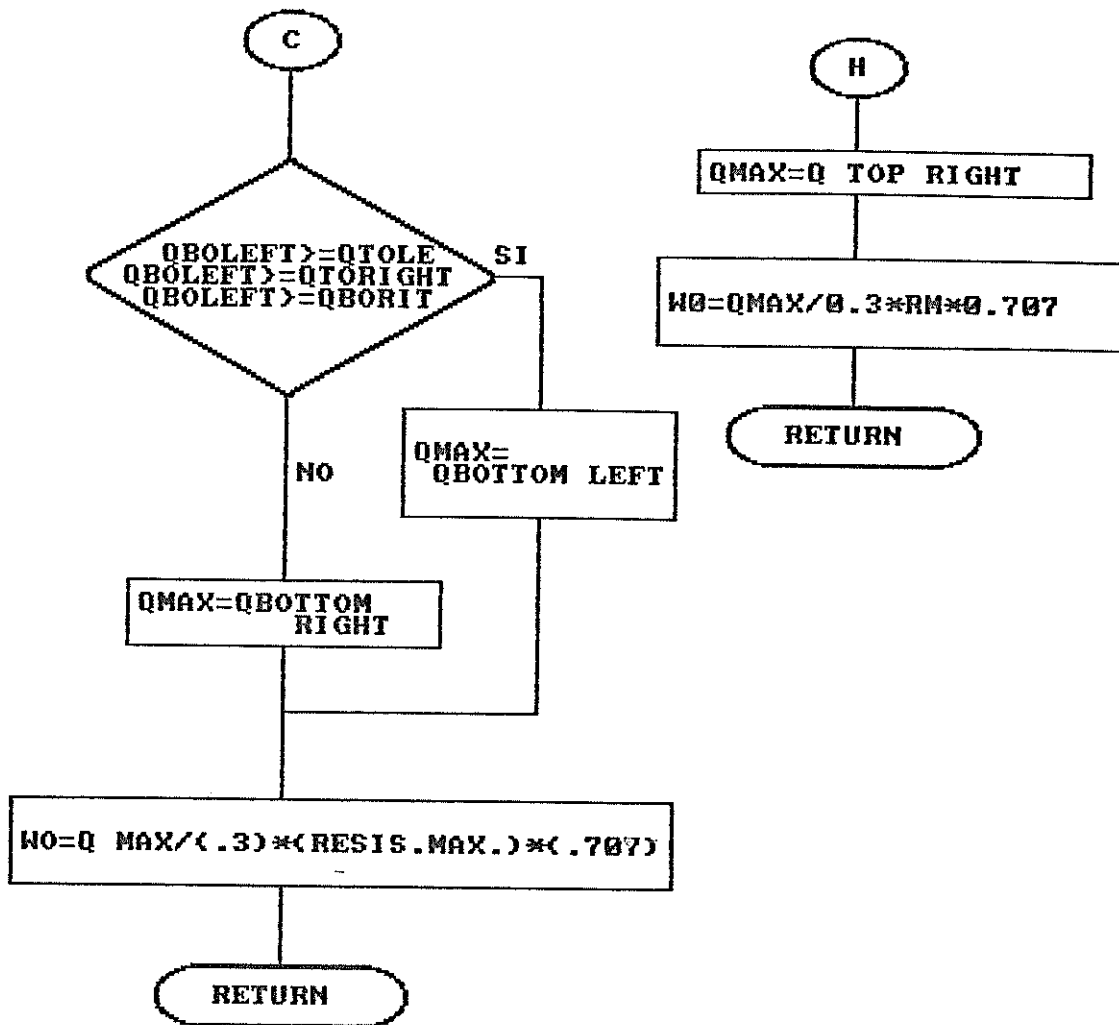 C
QBOLEFT>=QTOLE
QBOLEFT>=QTORIGHT
QBOLEFT>=QBORIT
SI
NO
QMAX=
QBOTTOM LEFT
QMAX=QBOTTOM
RIGHT
WO=Q MAX/(.3)*(RESIS.MAX.)*(.707)
RETURN
H
QMAX=Q TOP RIGHT
W0=QMAX/0.3*RM*0.707
RETURN